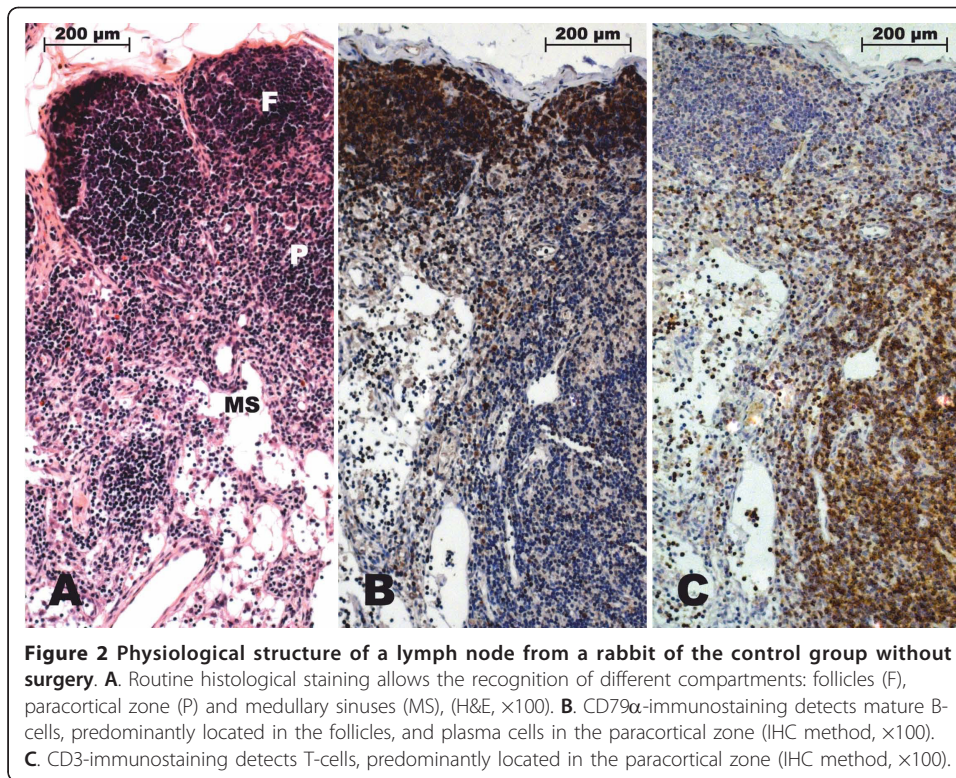 200 µm
200 µm
200 µm
F
P
MS
A
B
C
Figure 2 Physiological structure of a lymph node from a rabbit of the control group without
surgery. A. Routine histological staining allows the recognition of different compartments: follicles (F),
paracortical zone (P) and medullary sinuses (MS), (H&E, ×100). B. CD79α-immunostaining detects mature B-
cells, predominantly located in the follicles, and plasma cells in the paracortical zone (IHC method, ×100).
C. CD3-immunostaining detects T-cells, predominantly located in the paracortical zone (IHC method, ×100).